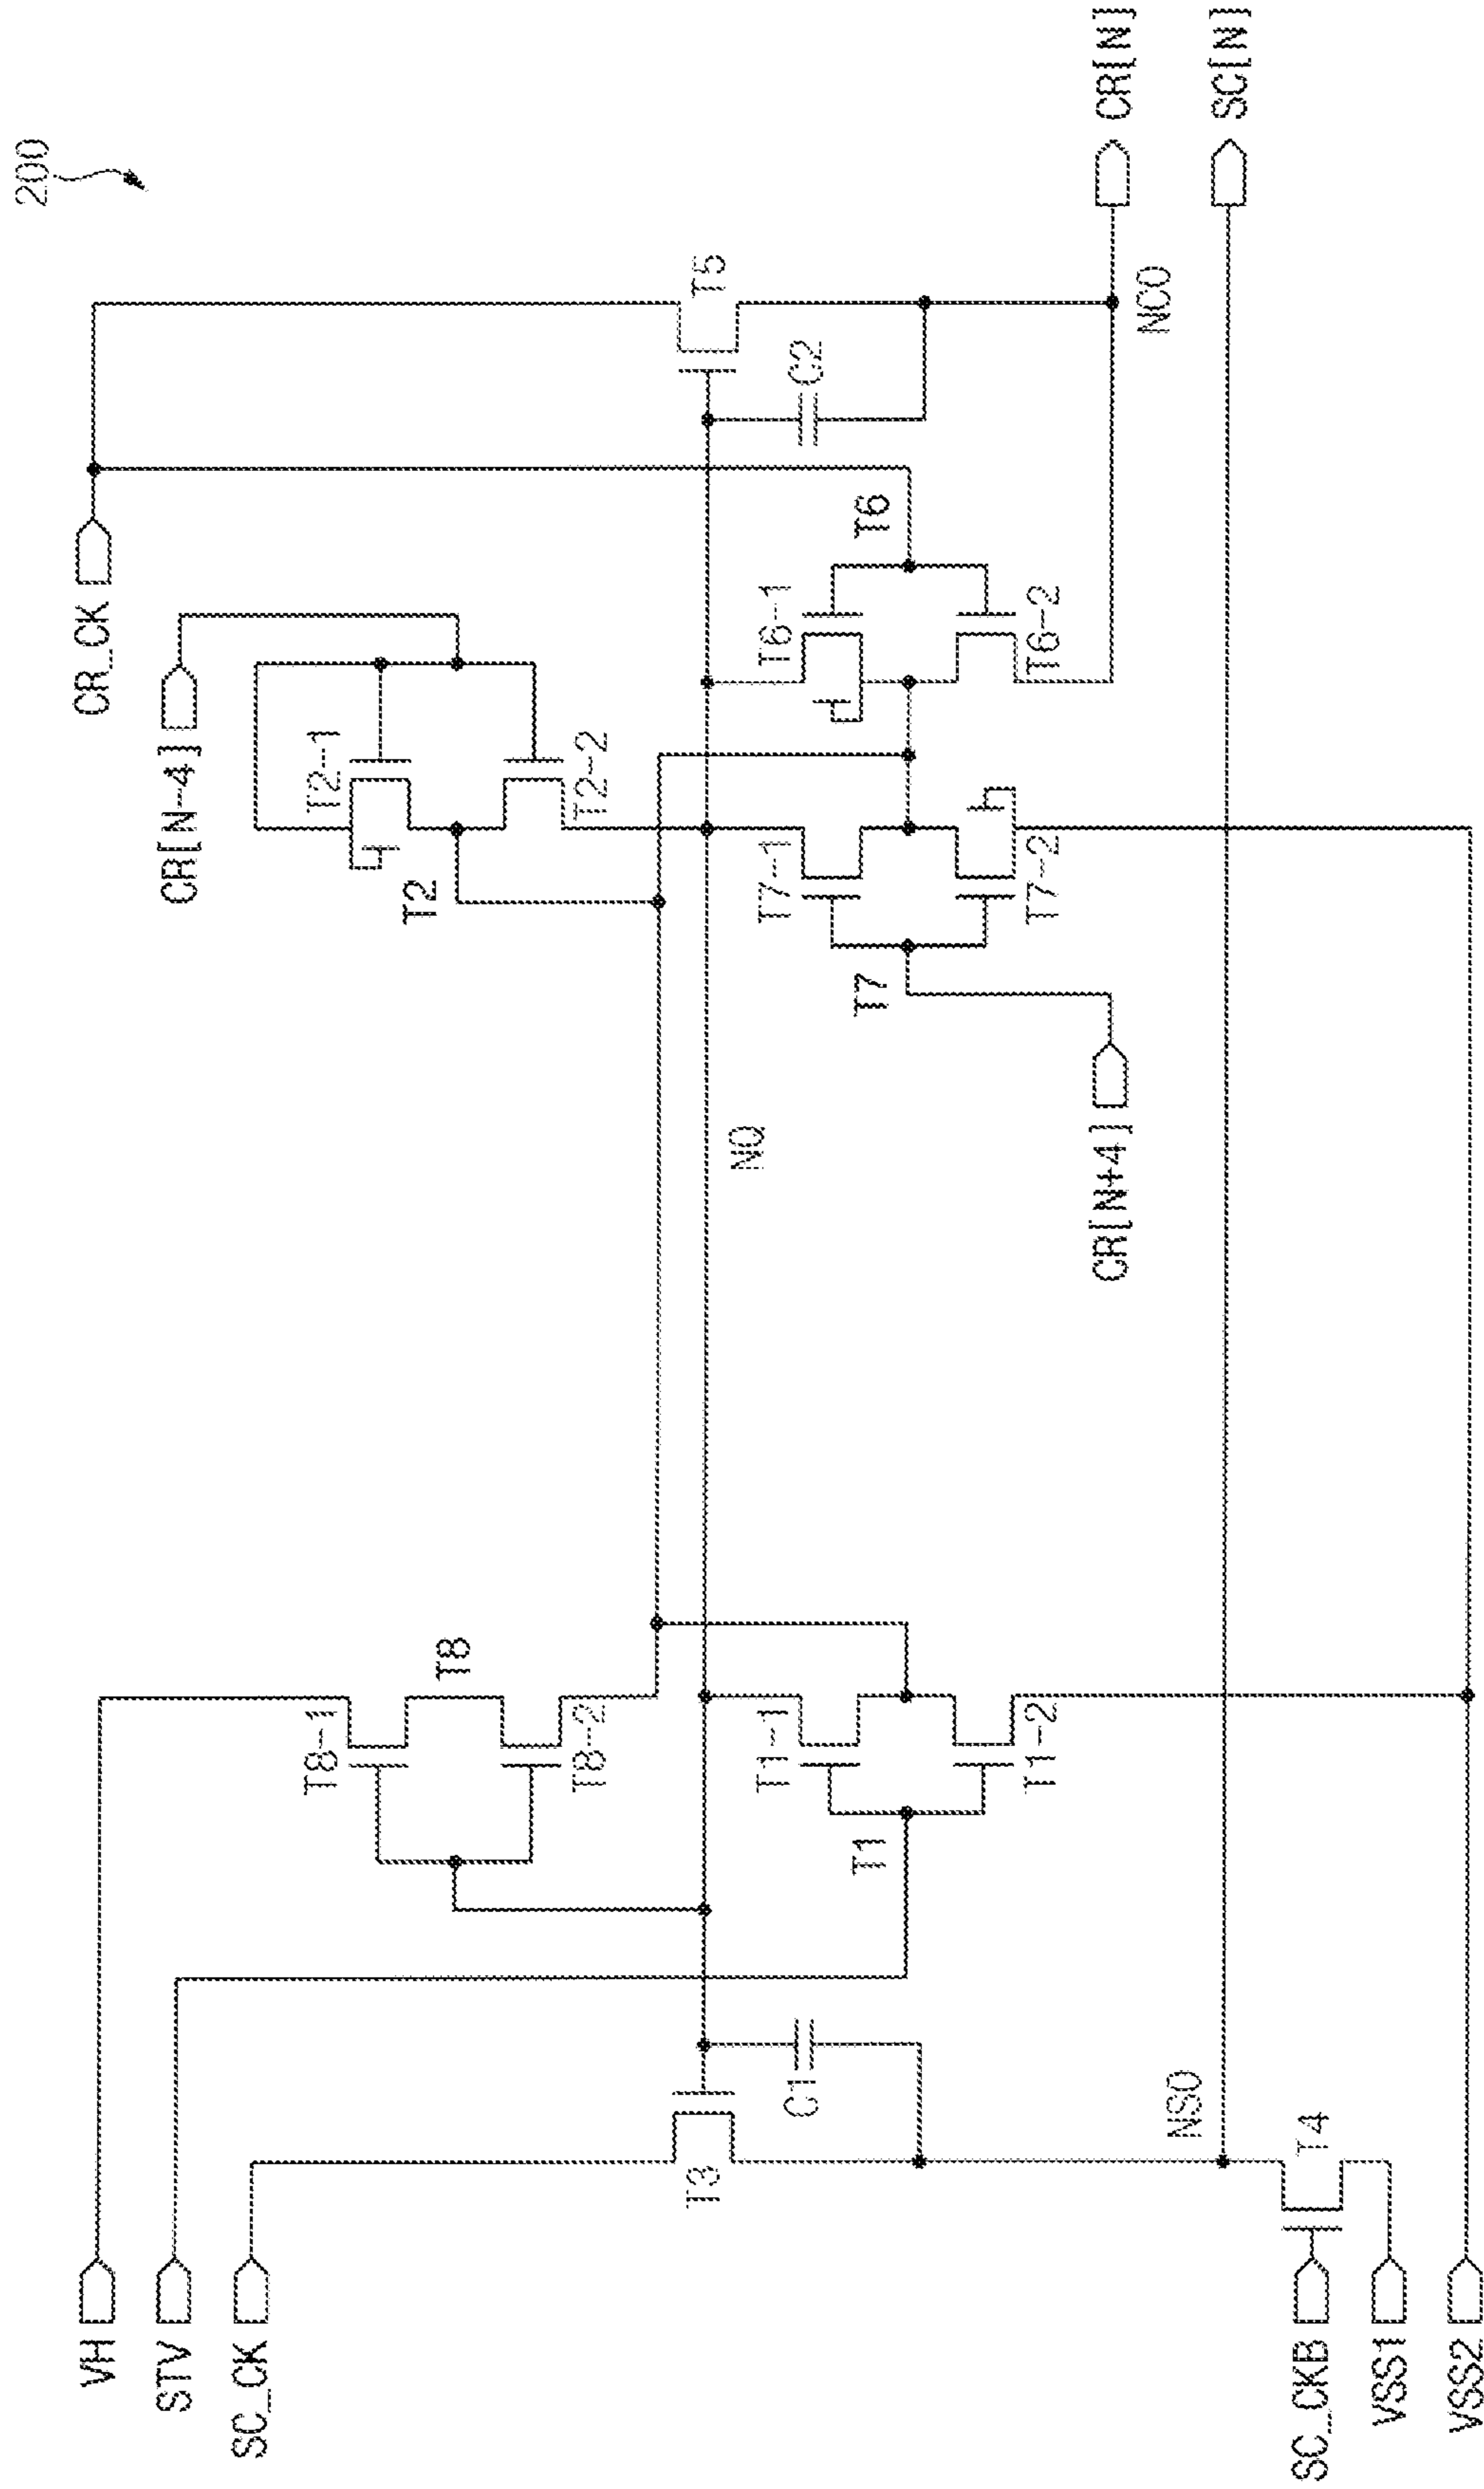 200
VH
STV
SC_CK
SC_CKB
VSS1
VSS2
CR_CK
CR[N-4]
CR[N+4]
CR[N]
SC[N]
T8-1
T8
T8-2
T3
C1
T1
T1-1
T1-2
NSO
T4
NQ
T2-1
T2
T2-2
T7-1
T7
T7-2
T6-1
T6
T6-2
T5
C2
NCO